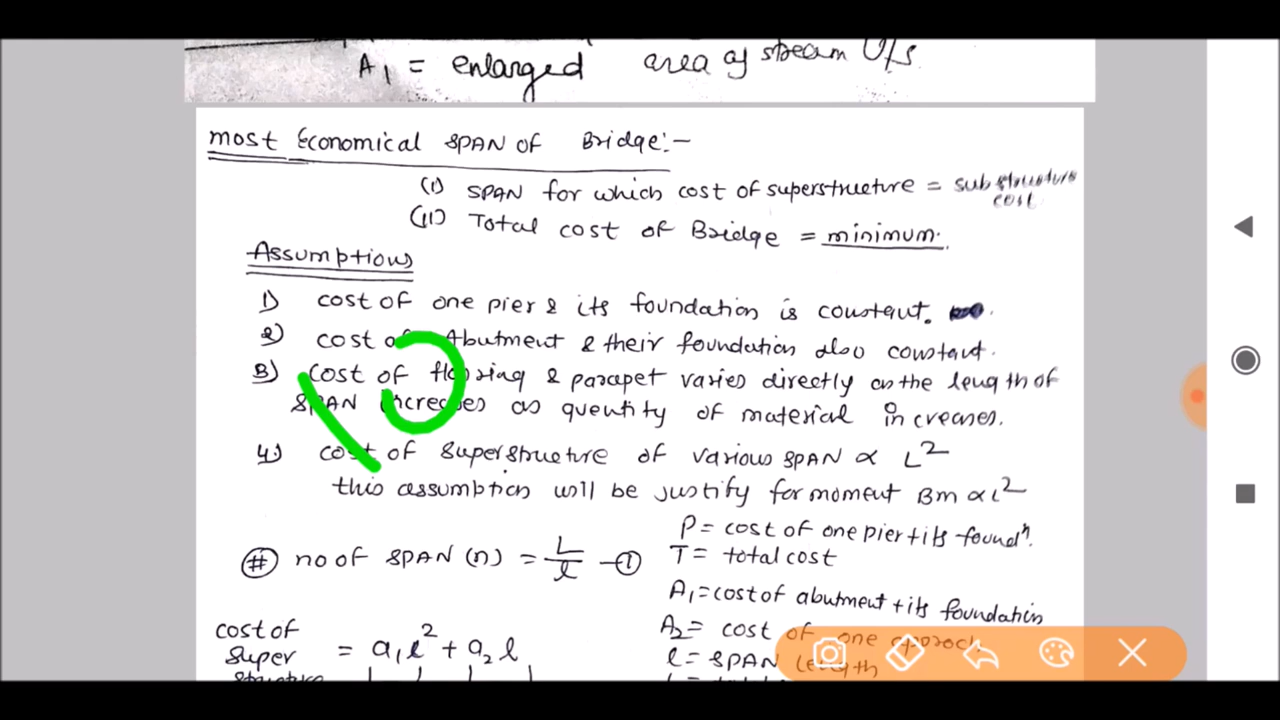 A1 = enlarged area of stream U/s
most Economical SPAN OF Bridge:-
(i) SPAN for which cost of superstructure = substructure cost
(ii) Total cost of Bridge = minimum.
Assumptions
1) cost of one pier & its foundation is constant.
2) cost of Abutment & their foundation also constant.
3) cost of flooring & parapet varies directly as the length of
SPAN increases as quentity of material increases.
4) cost of superstructure of various SPAN ∝ L²
this assumption will be justify for moment Bm ∝ L²
# no of SPAN (n) = L/l -①
P = cost of one pier + its foundⁿ.
T = total cost
A1 = cost of abutment + its foundation
A2 = cost of one approch
l = SPAN length
cost of
super
structure = a1l² + a2l